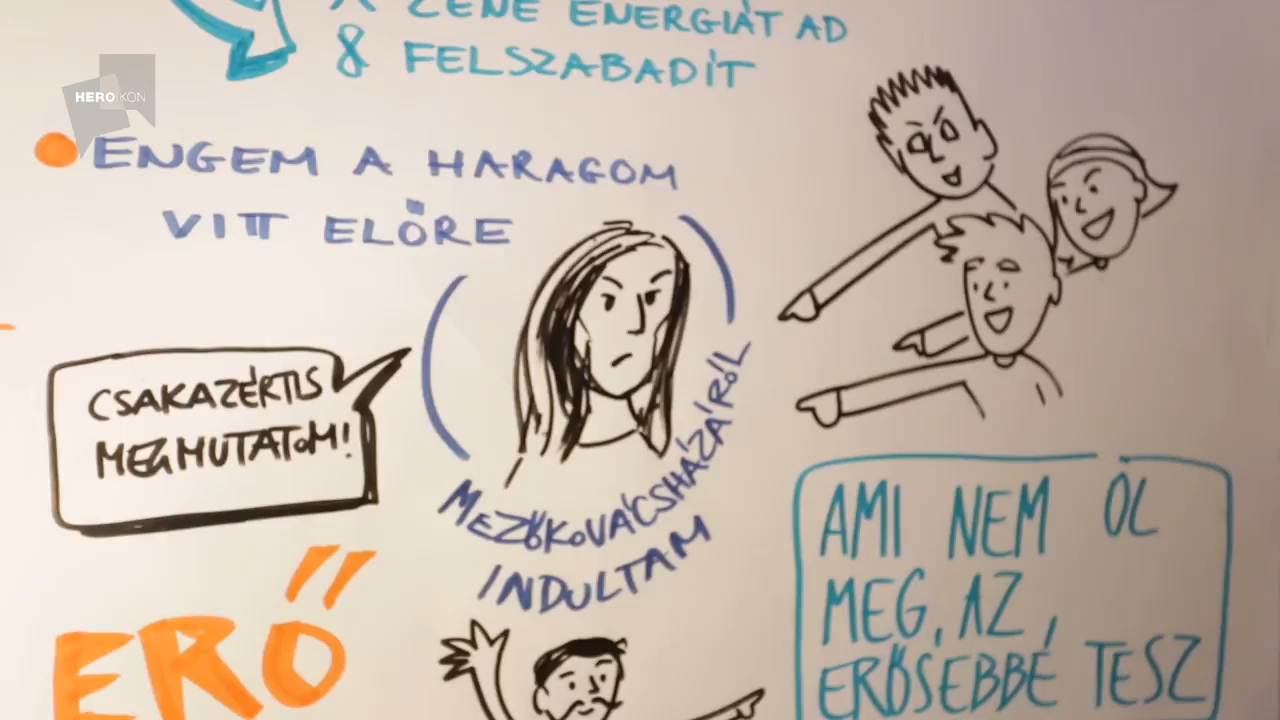 A ZENE ENERGIÁT AD
& FELSZABADÍT
HEROIKON
ENGEM A HARAGOM
VITT ELŐRE
CSAKAZÉRTIS
MEGMUTATOM!
MEZŐKOVÁCSHÁZÁRÓL
INDULTAM
AMI NEM ÖL
MEG, AZ
ERŐSEBBÉ TESZ
ERŐ